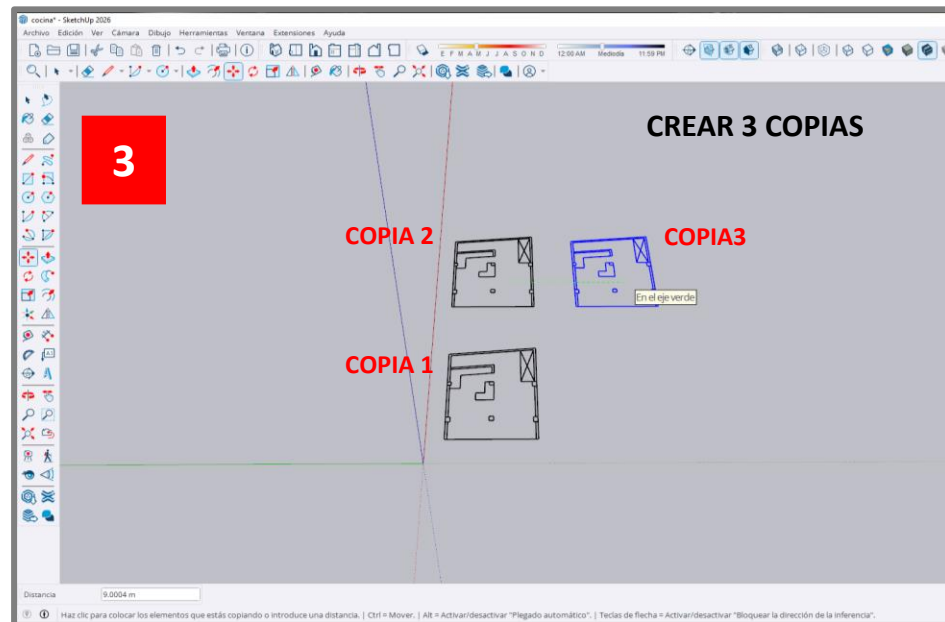 cocina* - SketchUp 2026
Archivo Edición Ver Cámara Dibujo Herramientas Ventana Extensiones Ayuda
E F M A M J J A S O N D
12:06 AM Mediodía 11:59 PM
CREAR 3 COPIAS
3
COPIA 2
COPIA3
En el eje verde
COPIA 1
Distancia 9.0004 m
Haz clic para colocar los elementos que estás copiando o introduce una distancia. | Ctrl = Mover. | Alt = Activar/desactivar "Plegado automático". | Teclas de flecha = Activar/desactivar "Bloquear la dirección de la inferencia".